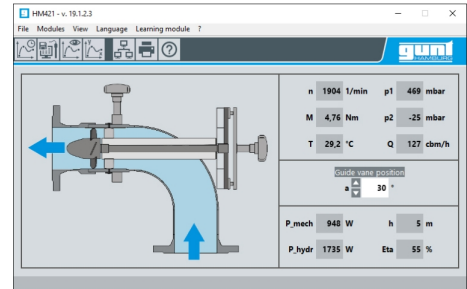 HM421 - v. 19.1.2.3
File Modules View Language Learning module ?
gunt
HAMBURG
n 1904 1/min p1 469 mbar
M 4,76 Nm p2 -25 mbar
T 29,2 °C Q 127 cbm/h
Guide vane position
a 30 °
P_mech 948 W h 5 m
P_hydr 1735 W Eta 55 %